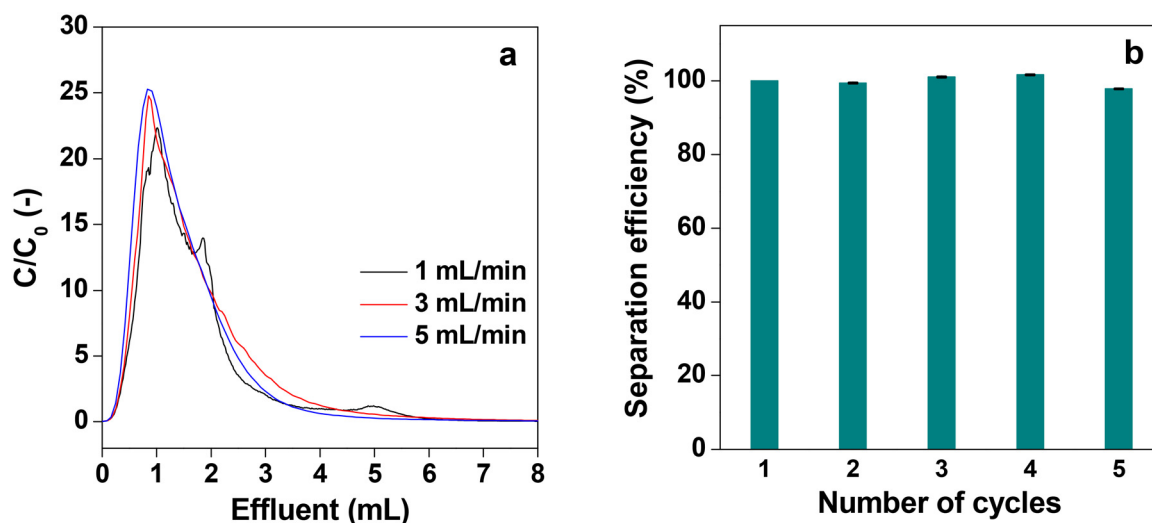 a
30
25
20
15
10
5
0
C/C0 (-)
1 mL/min
3 mL/min
5 mL/min
0 1 2 3 4 5 6 7 8
Effluent (mL)
b
100
80
60
40
20
0
Separation efficiency (%)
1 2 3 4 5
Number of cycles